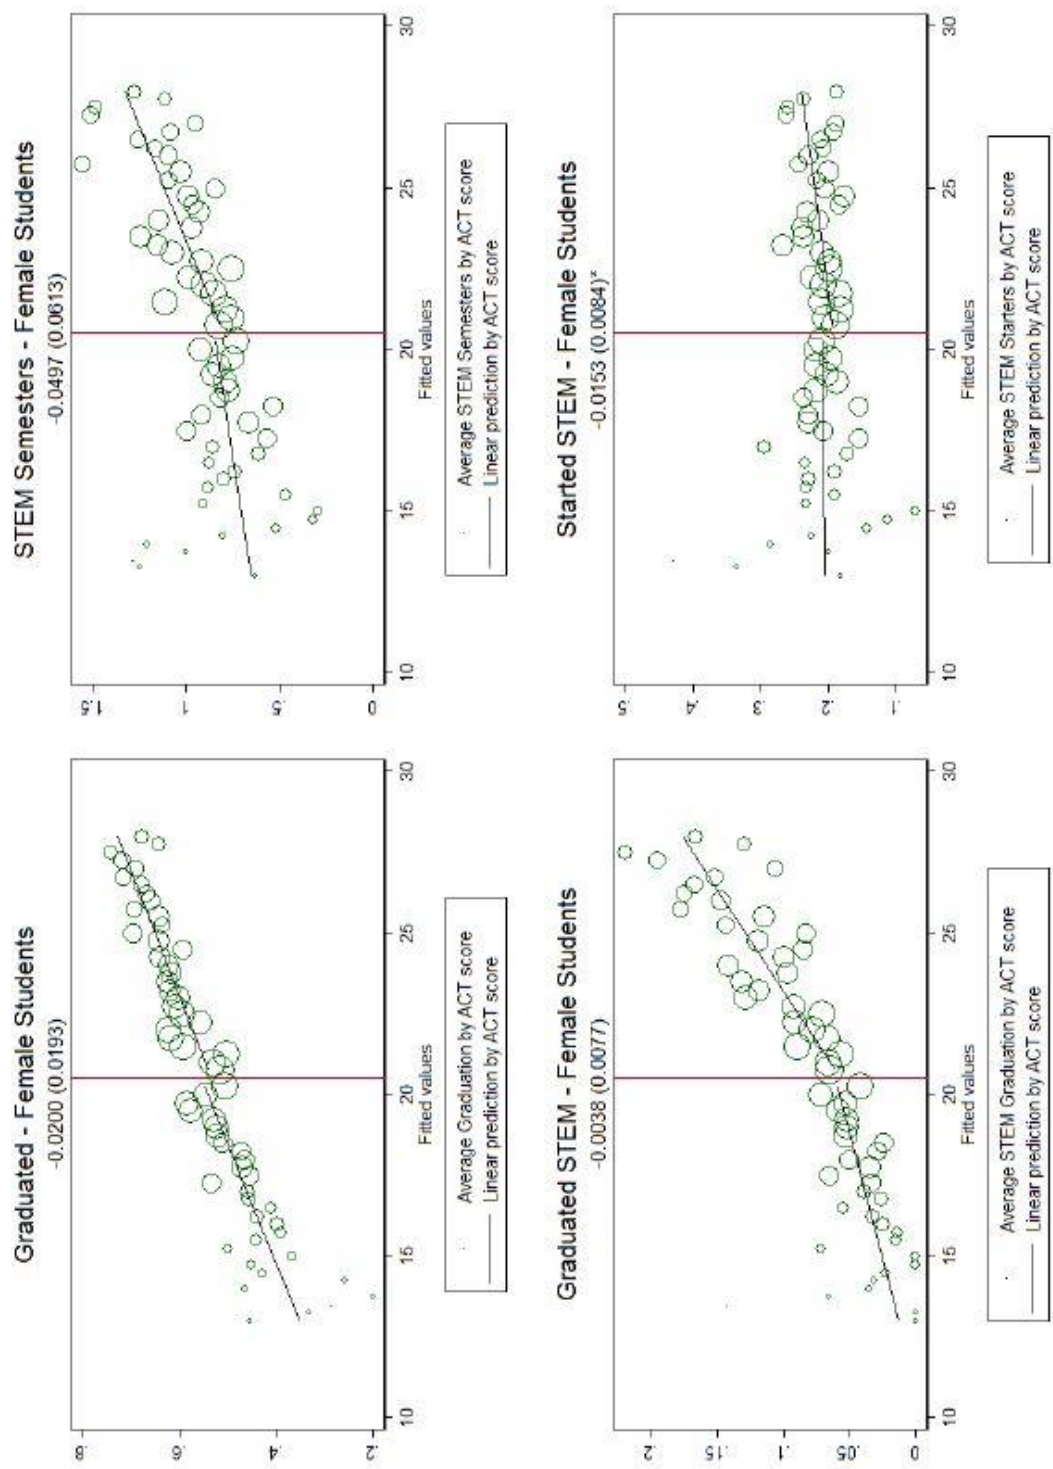 Graduated - Female Students
-0.0200 (0.0193)
.8
.6
.4
.2
10
15
20
25
30
Fitted values
Average Graduation by ACT score
Linear prediction by ACT score
STEM Semesters - Female Students
-0.0497 (0.0613)
1.5
1
.5
0
10
15
20
25
30
Fitted values
Average STEM Semesters by ACT score
Linear prediction by ACT score
Graduated STEM - Female Students
-0.0038 (0.0077)
.2
.15
.1
.05
0
10
15
20
25
30
Fitted values
Average STEM Graduation by ACT score
Linear prediction by ACT score
Started STEM - Female Students
-0.0153 (0.0084)*
.5
.4
.3
.2
.1
10
15
20
25
30
Fitted values
Average STEM Starters by ACT score
Linear prediction by ACT score